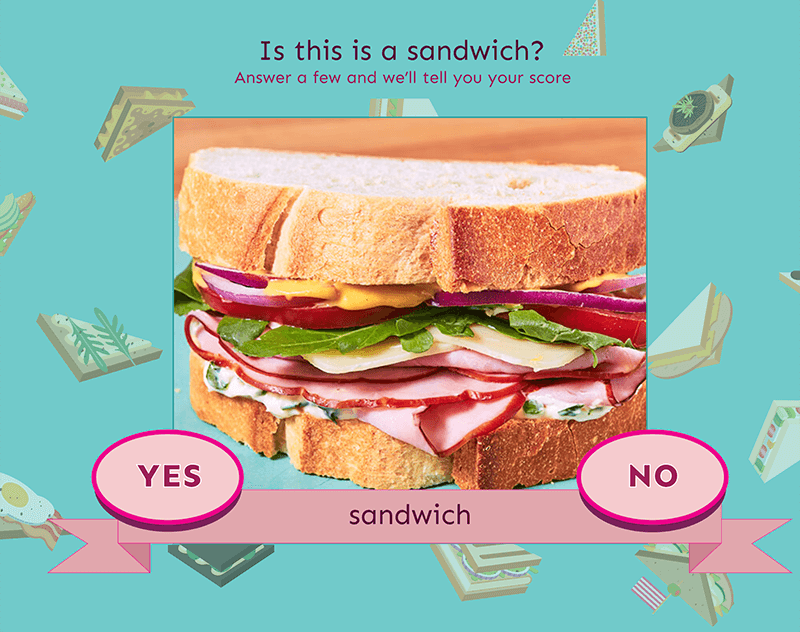 Is this is a sandwich?
Answer a few and we'll tell you your score
YES
NO
sandwich